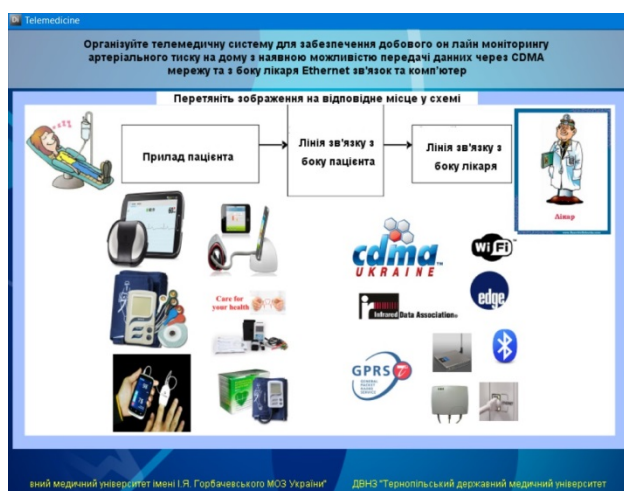 Telemedicine
Організуйте телемедичну систему для забезпечення добового он лайн моніторингу
артеріального тиску на дому з наявною можливістю передачі данних через CDMA
мережу та з боку лікаря Ethernet зв'язок та комп'ютер
Перетяніть зображення на відповідне місце у схемі
Прилад пацієнта
Лінія зв'язку з
боку пацієнта
Лінія зв'язку з
боку лікаря
Лікар
cdma
UKRAINE
Wi Fi
Care for
your health
Infrared Data Association
edge
GPRS
вний медичний університет імені І.Я. Горбачевського МОЗ України"
ДВНЗ "Тернопільський державний медичний університет